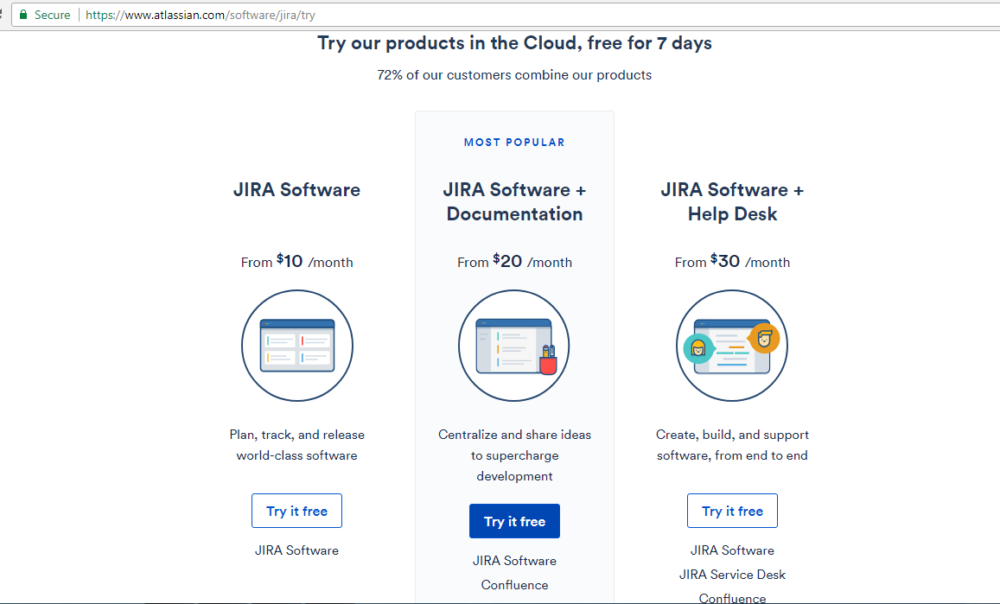 Secure | https://www.atlassian.com/software/jira/try
Try our products in the Cloud, free for 7 days
72% of our customers combine our products
MOST POPULAR
JIRA Software
From $10 /month
Plan, track, and release
world-class software
Try it free
JIRA Software
JIRA Software +
Documentation
From $20 /month
Centralize and share ideas
to supercharge
development
Try it free
JIRA Software
Confluence
JIRA Software +
Help Desk
From $30 /month
Create, build, and support
software, from end to end
Try it free
JIRA Software
JIRA Service Desk
Confluence